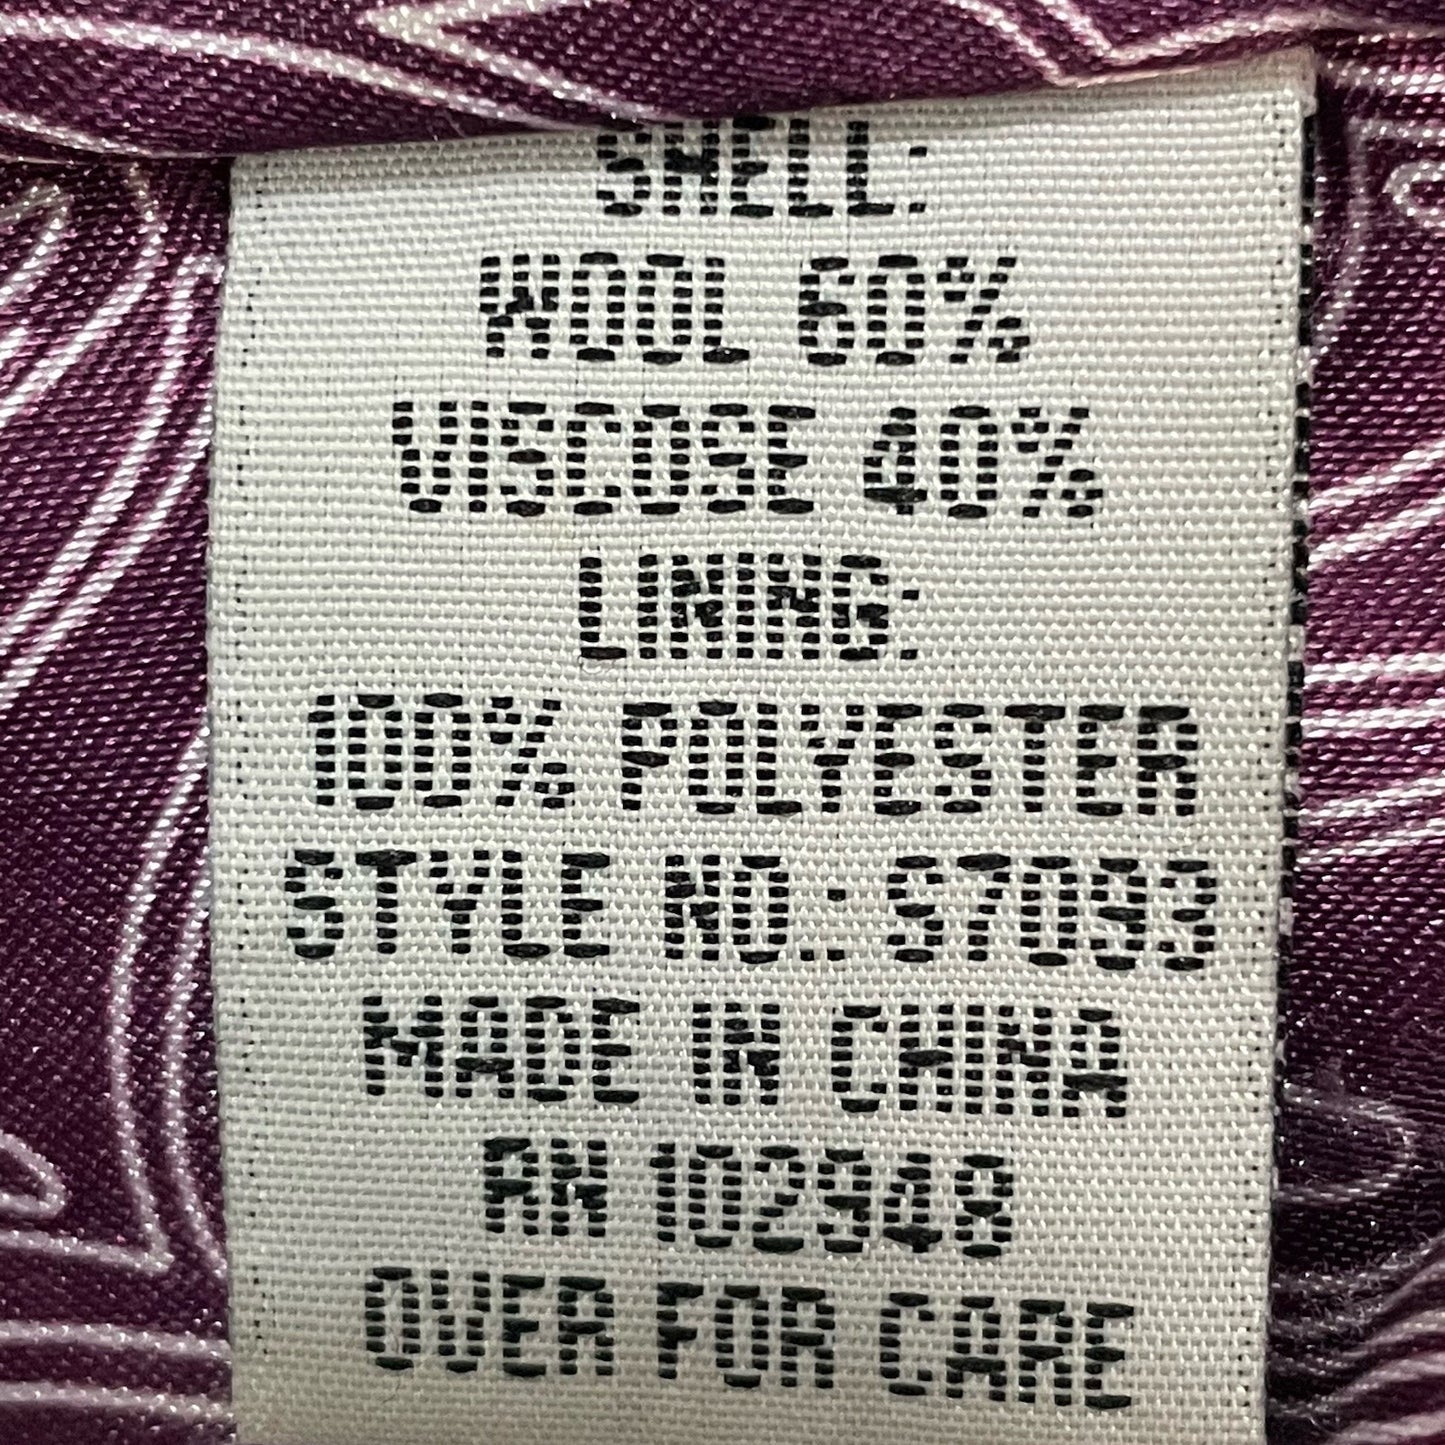 SHELL:
WOOL 60%
VISCOSE 40%
LINING:
100% POLYESTER
STYLE NO.: S7093
MADE IN CHINA
RN 102948
OVER FOR CARE